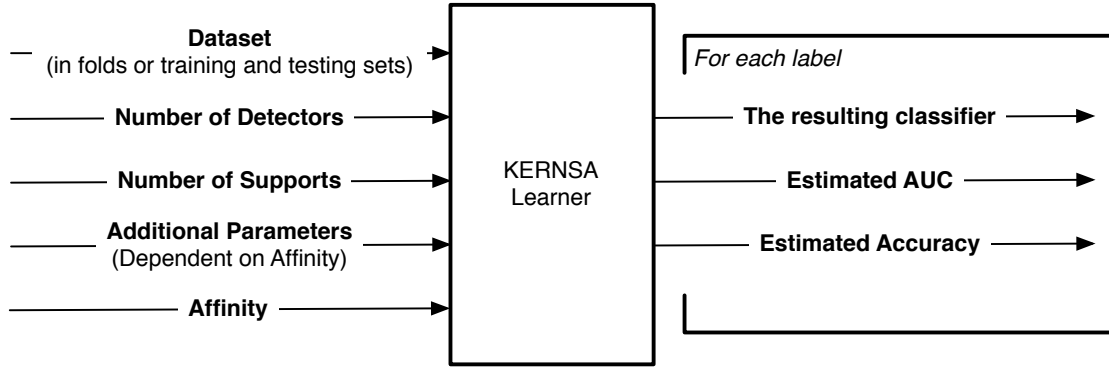 Dataset
(in folds or training and testing sets)
Number of Detectors
Number of Supports
Additional Parameters
(Dependent on Affinity)
Affinity
KERNSA
Learner
For each label
The resulting classifier
Estimated AUC
Estimated Accuracy